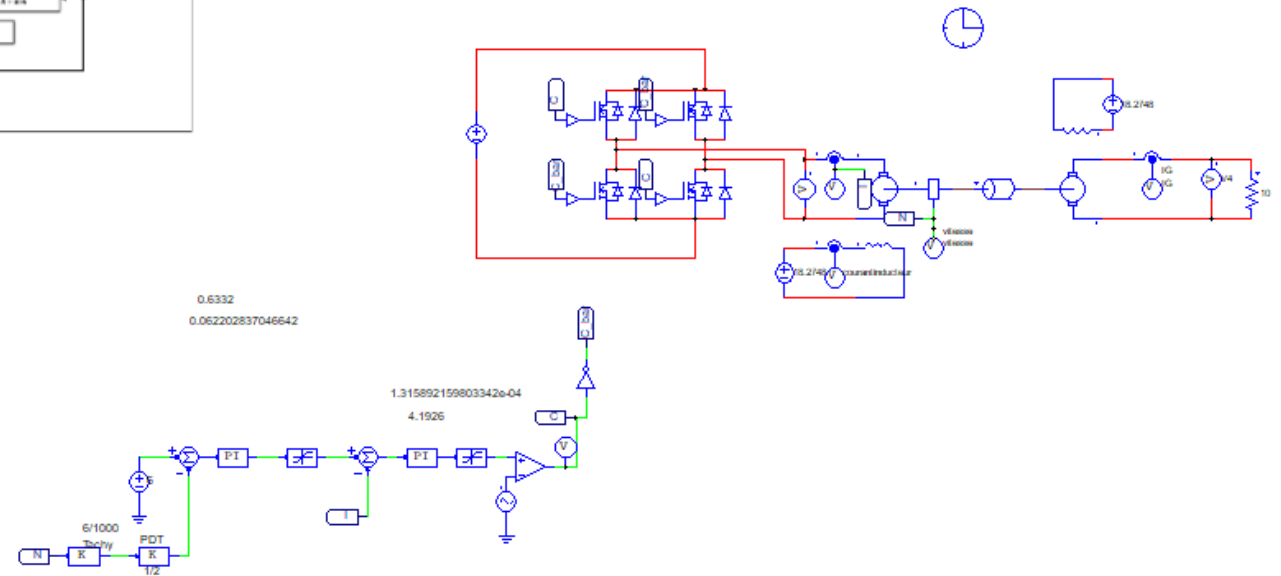 C
C
C
8.2/48
V
V
I
V
IG
IG
V
V4
10
N
vitesse
vitesse
V
8.2/48
V
courantinducteur
0.6332
0.062202837046642
1.315892159803342e-04
4.1926
C
V
PI
PI
6
I
6/1000
Tachy
PDT
N
K
K
1/2